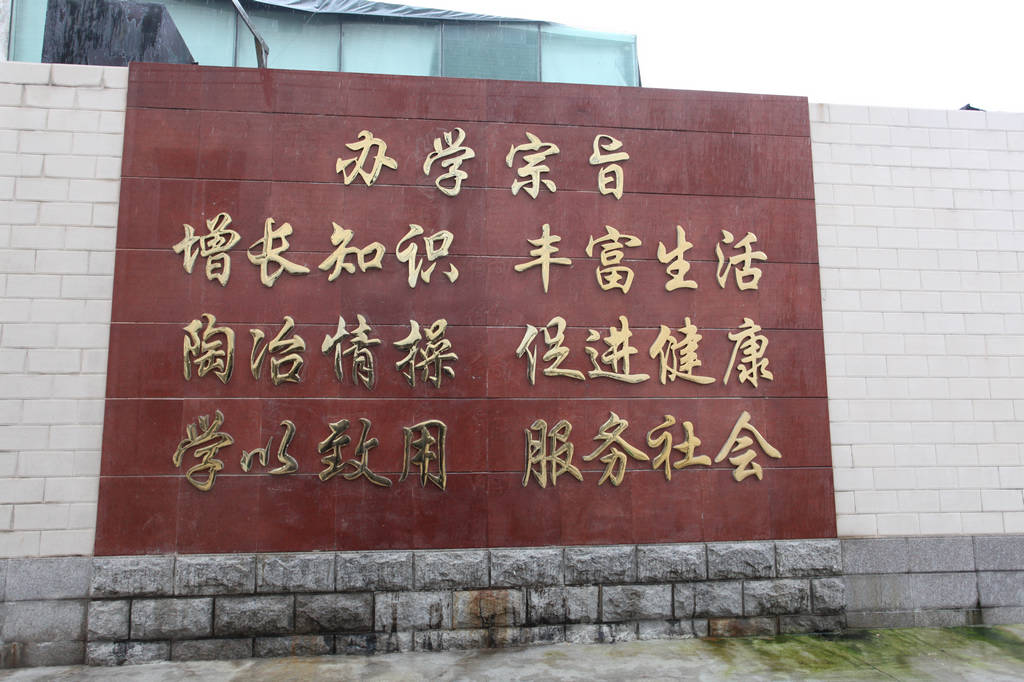 办学宗旨
增长知识 丰富生活
陶冶情操 促进健康
学以致用 服务社会